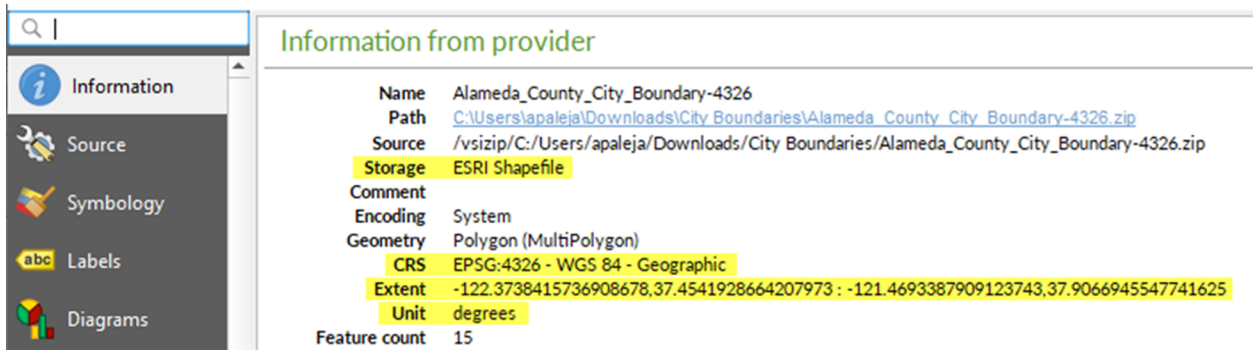 Information from provider
Information
Source
Symbology
abc Labels
Diagrams
Name Alameda_County_City_Boundary-4326
Path C:\Users\apaleja\Downloads\City Boundaries\Alameda_County_City_Boundary-4326.zip
Source /vsizip/C:/Users/apaleja/Downloads/City Boundaries/Alameda_County_City_Boundary-4326.zip
Storage ESRI Shapefile
Comment
Encoding System
Geometry Polygon (MultiPolygon)
CRS EPSG:4326 - WGS 84 - Geographic
Extent -122.3738415736908678,37.4541928664207973 : -121.4693387909123743,37.9066945547741625
Unit degrees
Feature count 15